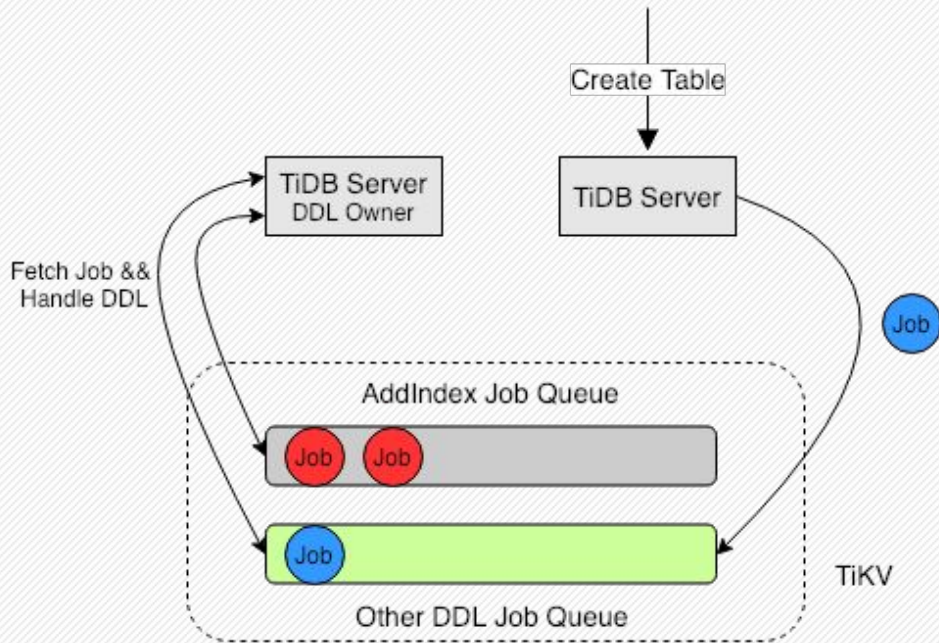 Create Table
TiDB Server
DDL Owner
TiDB Server
Fetch Job &&
Handle DDL
Job
AddIndex Job Queue
Job
Job
Job
TiKV
Other DDL Job Queue